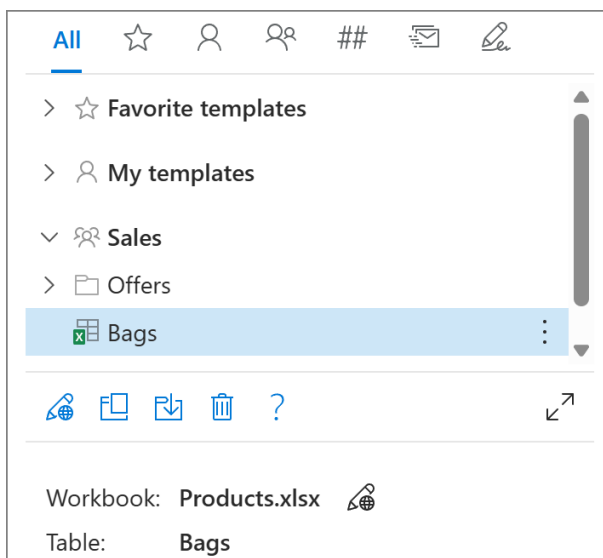 All ##
Favorite templates
My templates
Sales
Offers
Bags
?
Workbook: Products.xlsx
Table: Bags